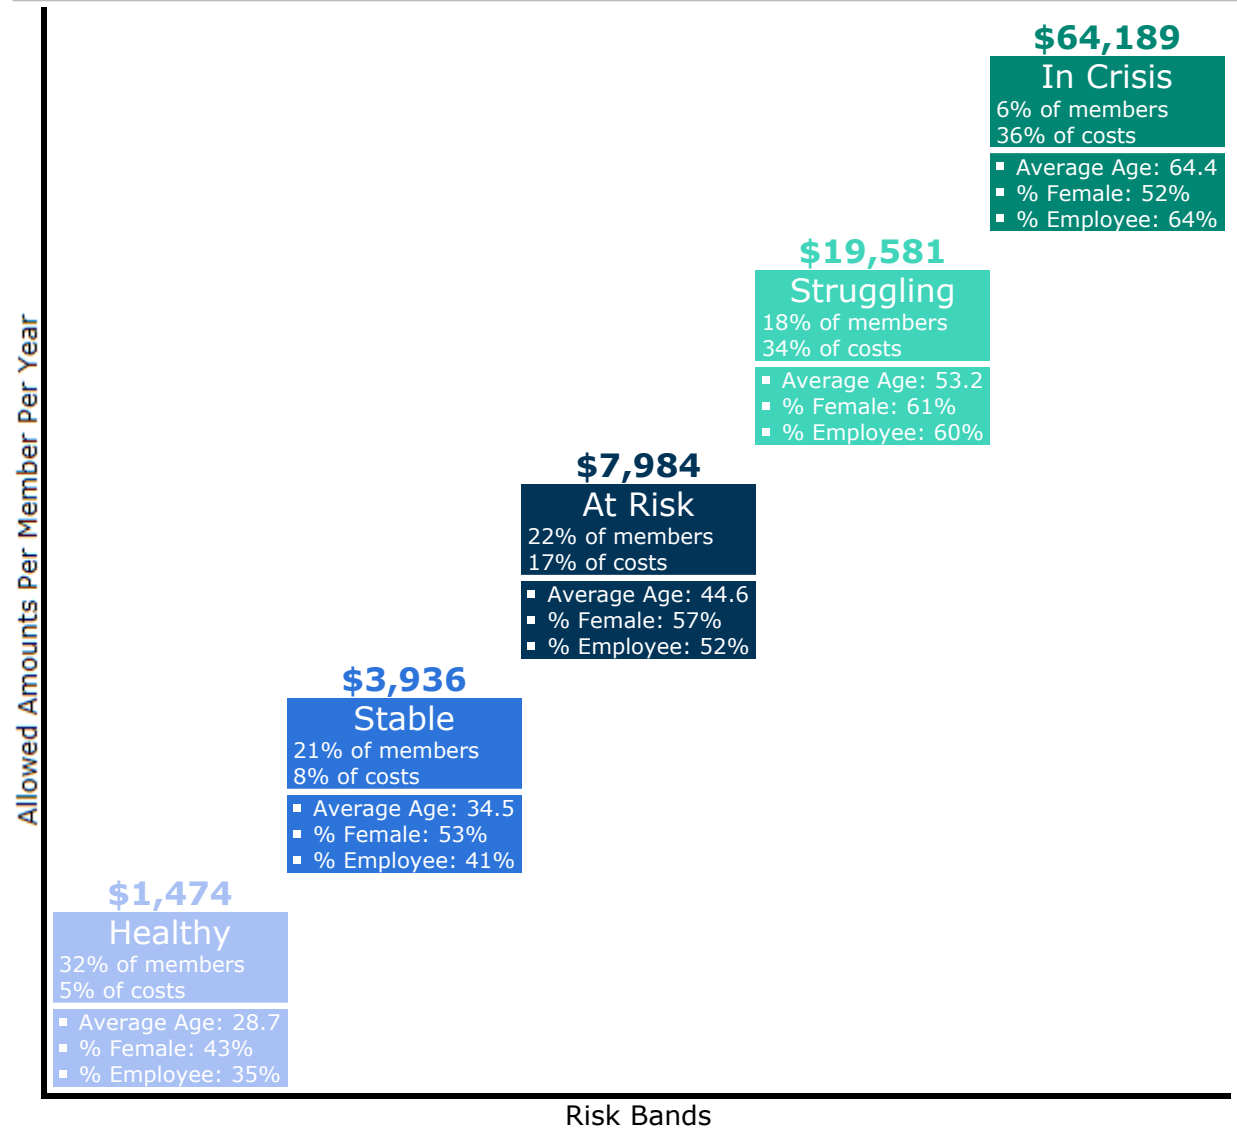 $64,189
In Crisis
6% of members
36% of costs
Average Age: 64.4
% Female: 52%
% Employee: 64%
$19,581
Struggling
18% of members
34% of costs
Average Age: 53.2
% Female: 61%
% Employee: 60%
$7,984
At Risk
22% of members
17% of costs
Average Age: 44.6
% Female: 57%
% Employee: 52%
$3,936
Stable
21% of members
8% of costs
Average Age: 34.5
% Female: 53%
% Employee: 41%
$1,474
Healthy
32% of members
5% of costs
Average Age: 28.7
% Female: 43%
% Employee: 35%
Allowed Amounts Per Member Per Year
Risk Bands